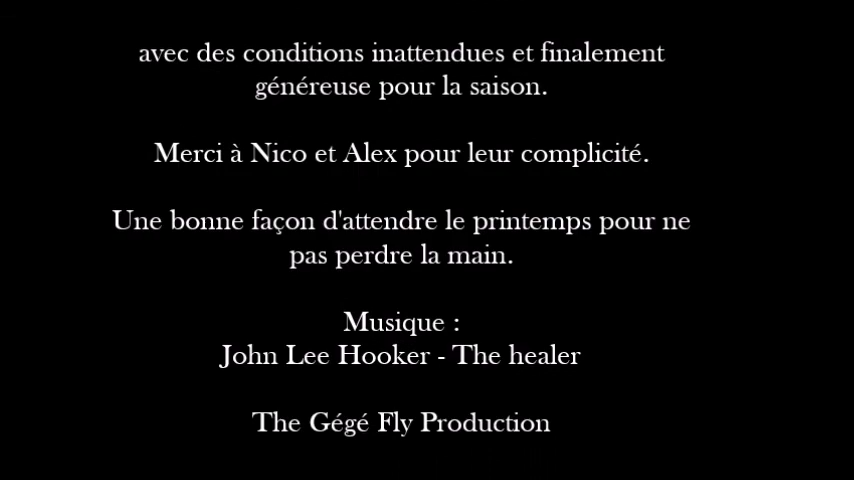 avec des conditions inattendues et finalement
généreuse pour la saison.
Merci à Nico et Alex pour leur complicité.
Une bonne façon d'attendre le printemps pour ne
pas perdre la main.
Musique :
John Lee Hooker - The healer
The Gégé Fly Production